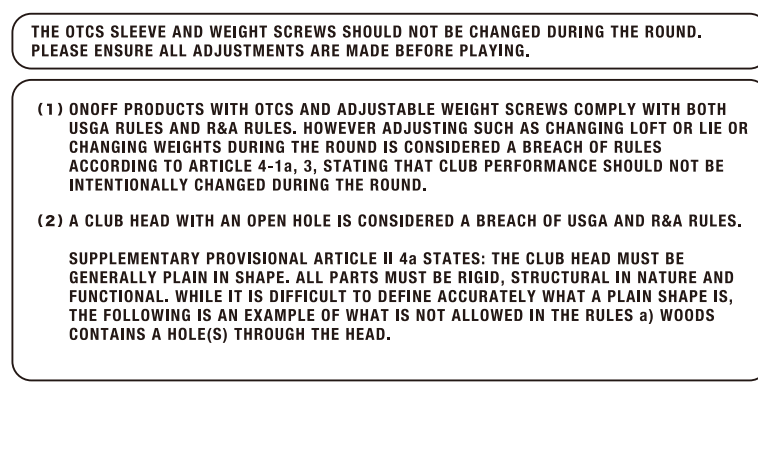 THE OTCS SLEEVE AND WEIGHT SCREWS SHOULD NOT BE CHANGED DURING THE ROUND.
PLEASE ENSURE ALL ADJUSTMENTS ARE MADE BEFORE PLAYING.
(1) ONOFF PRODUCTS WITH OTCS AND ADJUSTABLE WEIGHT SCREWS COMPLY WITH BOTH
USGA RULES AND R&A RULES. HOWEVER ADJUSTING SUCH AS CHANGING LOFT OR LIE OR
CHANGING WEIGHTS DURING THE ROUND IS CONSIDERED A BREACH OF RULES
ACCORDING TO ARTICLE 4-1a, 3, STATING THAT CLUB PERFORMANCE SHOULD NOT BE
INTENTIONALLY CHANGED DURING THE ROUND.
(2) A CLUB HEAD WITH AN OPEN HOLE IS CONSIDERED A BREACH OF USGA AND R&A RULES.
SUPPLEMENTARY PROVISIONAL ARTICLE II 4a STATES: THE CLUB HEAD MUST BE
GENERALLY PLAIN IN SHAPE. ALL PARTS MUST BE RIGID, STRUCTURAL IN NATURE AND
FUNCTIONAL. WHILE IT IS DIFFICULT TO DEFINE ACCURATELY WHAT A PLAIN SHAPE IS,
THE FOLLOWING IS AN EXAMPLE OF WHAT IS NOT ALLOWED IN THE RULES a) WOODS
CONTAINS A HOLE(S) THROUGH THE HEAD.